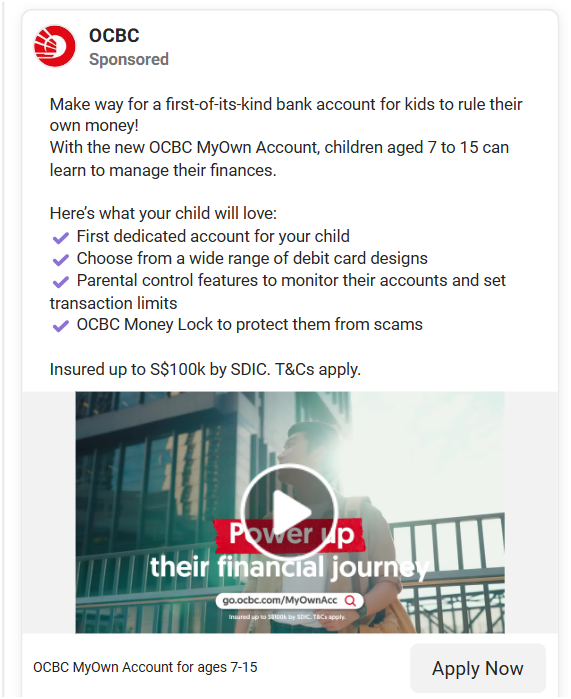 OCBC
Sponsored
Make way for a first-of-its-kind bank account for kids to rule their
own money!
With the new OCBC MyOwn Account, children aged 7 to 15 can
learn to manage their finances.
Here’s what your child will love:
✔ First dedicated account for your child
✔ Choose from a wide range of debit card designs
✔ Parental control features to monitor their accounts and set
transaction limits
✔ OCBC Money Lock to protect them from scams
Insured up to S$100k by SDIC. T&Cs apply.
Power up
their financial journey
go.ocbc.com/MyOwnAcc
Insured up to S$100k by SDIC. T&Cs apply.
OCBC MyOwn Account for ages 7-15
Apply Now